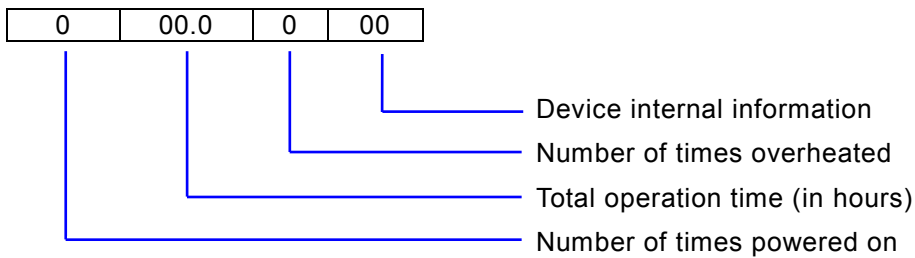 0 00.0 0 00
Device internal information
Number of times overheated
Total operation time (in hours)
Number of times powered on